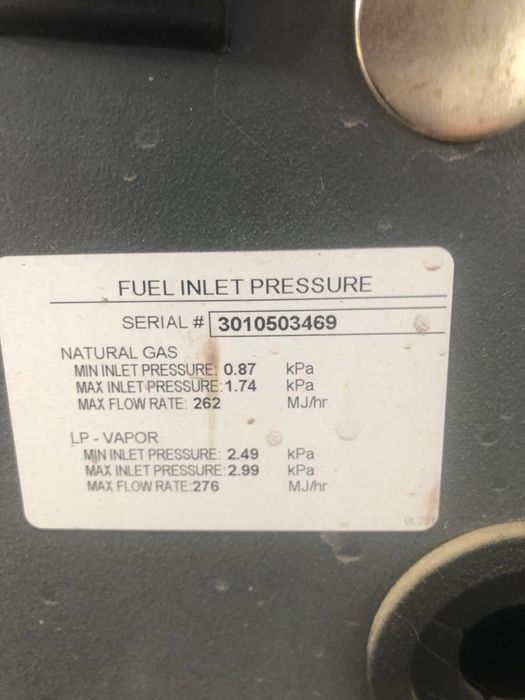 FUEL INLET PRESSURE
SERIAL # 3010503469
NATURAL GAS
MIN INLET PRESSURE: 0.87 kPa
MAX INLET PRESSURE: 1.74 kPa
MAX FLOW RATE: 262 MJ/hr
LP - VAPOR
MIN INLET PRESSURE: 2.49 kPa
MAX INLET PRESSURE: 2.99 kPa
MAX FLOW RATE: 276 MJ/hr